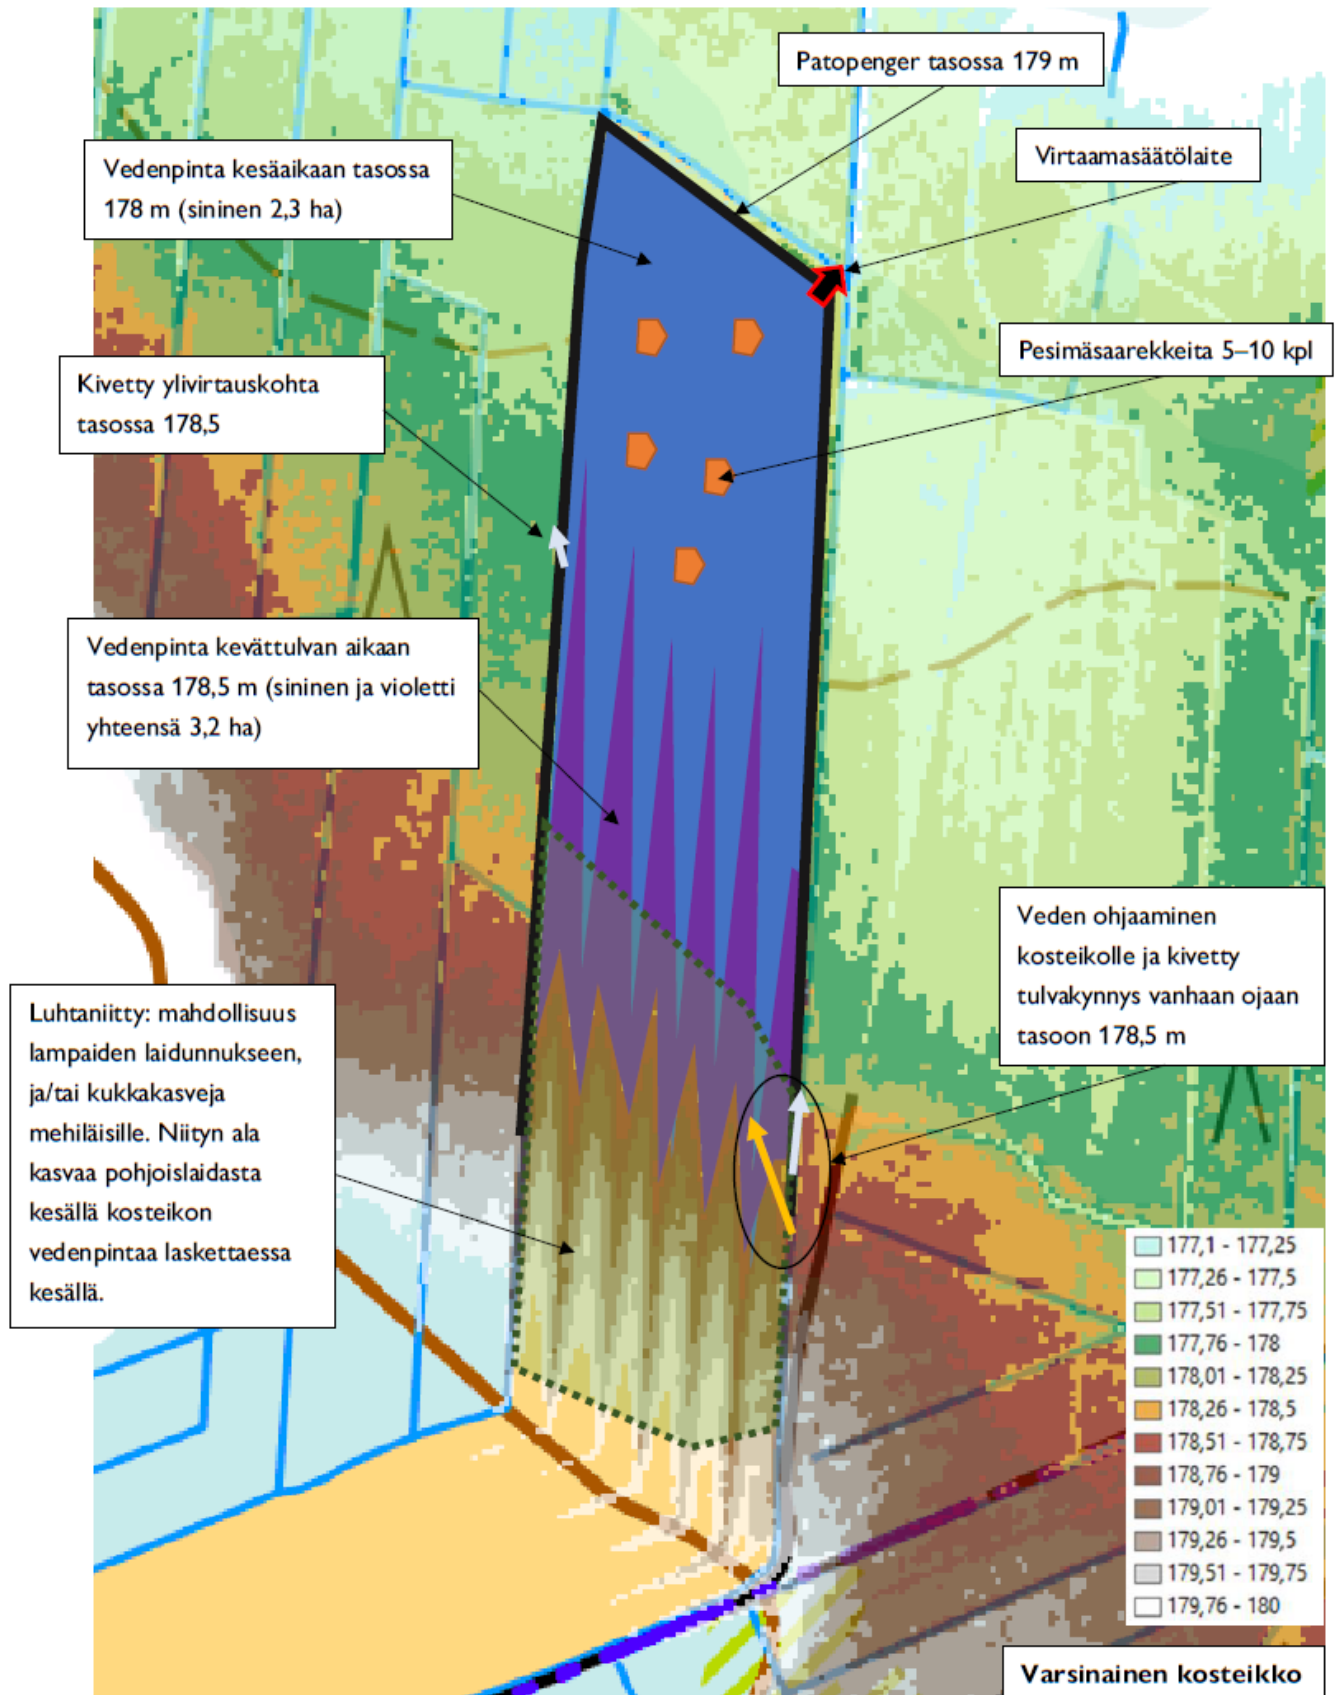 Patopenger tasossa 179 m
Virtaamasäätölaite
Vedenpinta kesäaikaan tasossa
178 m (sininen 2,3 ha)
Pesimäsaarekkeita 5–10 kpl
Kivetty ylivirtauskohta
tasossa 178,5
Vedenpinta kevättulvan aikaan
tasossa 178,5 m (sininen ja violetti
yhteensä 3,2 ha)
Veden ohjaaminen
kosteikolle ja kivetty
tulvakynnys vanhaan ojaan
tasoon 178,5 m
Luhtaniitty: mahdollisuus
lampaiden laidunnukseen,
ja/tai kukkakasveja
mehiläisille. Niityn ala
kasvaa pohjoislaidasta
kesällä kosteikon
vedenpintaa laskettaessa
kesällä.
177,1 - 177,25
177,26 - 177,5
177,51 - 177,75
177,76 - 178
178,01 - 178,25
178,26 - 178,5
178,51 - 178,75
178,76 - 179
179,01 - 179,25
179,26 - 179,5
179,51 - 179,75
179,76 - 180
Varsinainen kosteikko